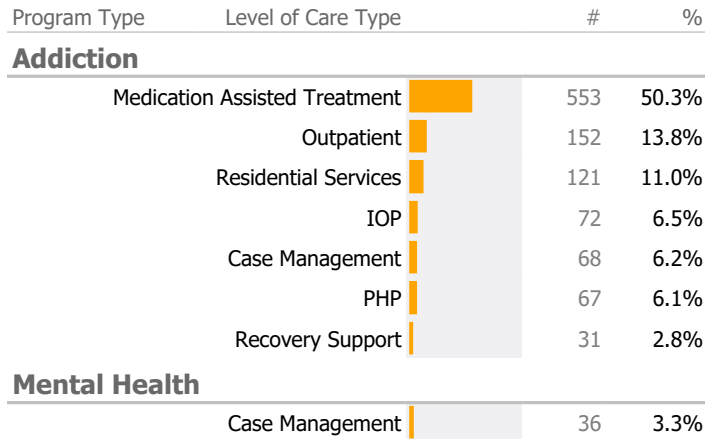 Program Type Level of Care Type # %
Addiction
Medication Assisted Treatment 553 50.3%
Outpatient 152 13.8%
Residential Services 121 11.0%
IOP 72 6.5%
Case Management 68 6.2%
PHP 67 6.1%
Recovery Support 31 2.8%
Mental Health
Case Management 36 3.3%